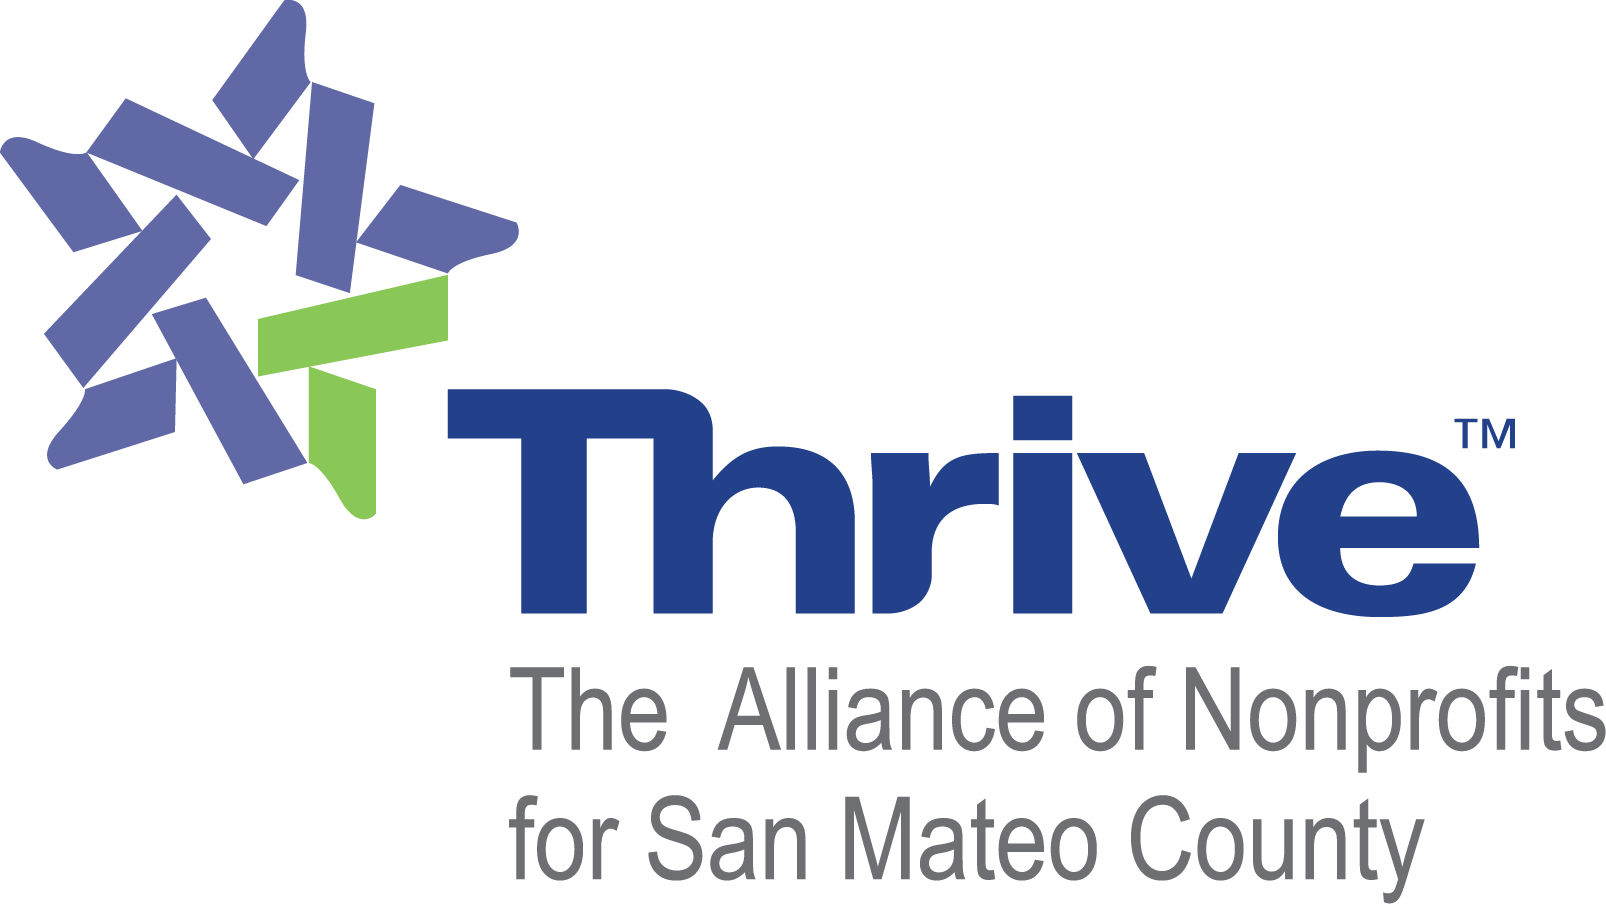 Thrive™
The Alliance of Nonprofits
for San Mateo County